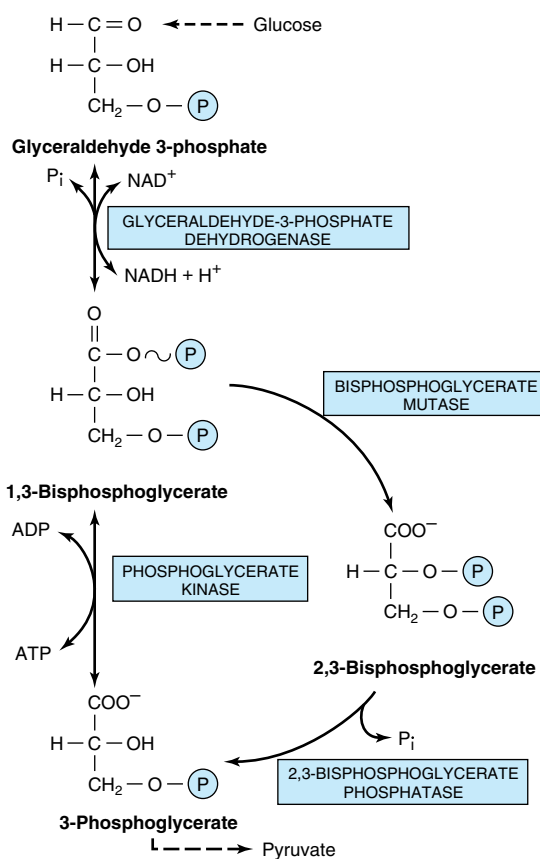 H — C = O
Glucose
H — C — OH
CH₂ — O — P
Glyceraldehyde 3-phosphate
Pi
NAD⁺
GLYCERALDEHYDE-3-PHOSPHATE
DEHYDROGENASE
NADH + H⁺
O
C — O ~ P
H — C — OH
CH₂ — O — P
1,3-Bisphosphoglycerate
BISPHOSPHOGLYCERATE
MUTASE
COO⁻
H — C — O — P
CH₂ — O — P
2,3-Bisphosphoglycerate
ADP
PHOSPHOGLYCERATE
KINASE
ATP
COO⁻
H — C — OH
CH₂ — O — P
3-Phosphoglycerate
Pi
2,3-BISPHOSPHOGLYCERATE
PHOSPHATASE
Pyruvate